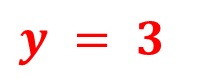 y = 3